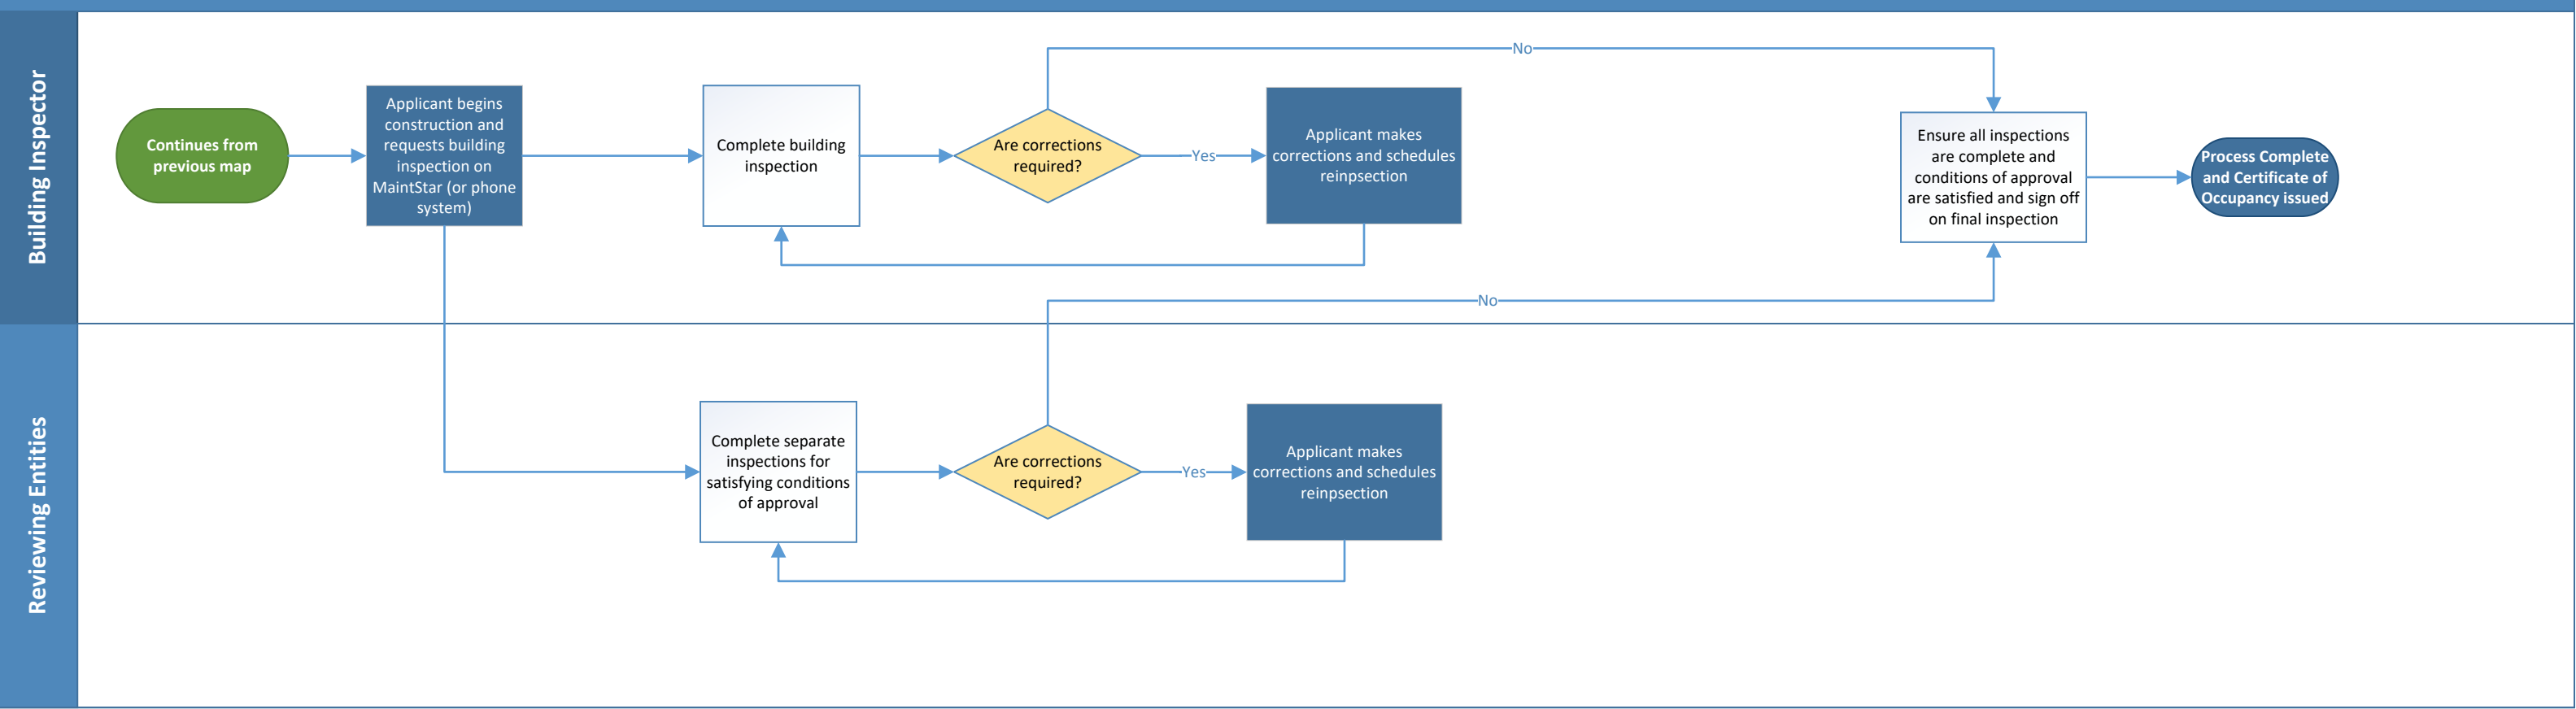 Building Inspector
Continues from
previous map
Applicant begins
construction and
requests building
inspection on
MaintStar (or phone
system)
Complete building
inspection
Are corrections
required?
Yes
No
Applicant makes
corrections and schedules
reinpsection
Ensure all inspections
are complete and
conditions of approval
are satisfied and sign off
on final inspection
Process Complete
and Certificate of
Occupancy issued
Reviewing Entities
Complete separate
inspections for
satisfying conditions
of approval
Are corrections
required?
Yes
No
Applicant makes
corrections and schedules
reinpsection